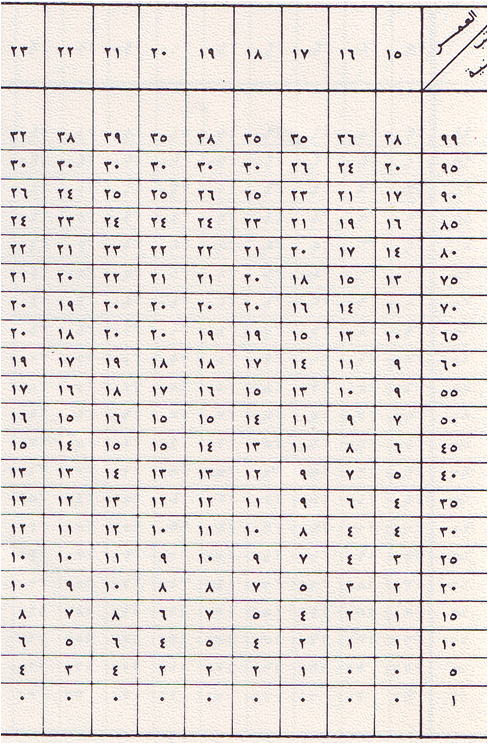 العمر ١٥ ١٦ ١٧ ١٨ ١٩ ٢٠ ٢١ ٢٢ ٢٣
٩٩ ٢٨ ٣٦ ٣٥ ٣٥ ٣٨ ٣٥ ٣٩ ٣٨ ٣٢
٩٥ ٢٠ ٢٤ ٢٦ ٣٠ ٣٠ ٣٠ ٣٠ ٣٠ ٣٠
٩٠ ١٧ ٢١ ٢٣ ٢٥ ٢٦ ٢٥ ٢٥ ٢٤ ٢٦
٨٥ ١٦ ١٩ ٢١ ٢٣ ٢٤ ٢٤ ٢٤ ٢٣ ٢٤
٨٠ ١٤ ١٧ ٢٠ ٢١ ٢٢ ٢٢ ٢٣ ٢١ ٢٢
٧٥ ١٣ ١٥ ١٨ ٢٠ ٢١ ٢١ ٢٢ ٢٠ ٢١
٧٠ ١١ ١٤ ١٦ ٢٠ ٢٠ ٢٠ ٢٠ ١٩ ٢٠
٦٥ ١٠ ١٣ ١٥ ١٩ ١٩ ٢٠ ٢٠ ١٨ ٢٠
٦٠ ٩ ١١ ١٤ ١٧ ١٨ ١٨ ١٩ ١٧ ١٩
٥٥ ٩ ١٠ ١٣ ١٥ ١٦ ١٧ ١٨ ١٦ ١٧
٥٠ ٧ ٩ ١١ ١٤ ١٥ ١٥ ١٦ ١٥ ١٦
٤٥ ٦ ٨ ١١ ١٣ ١٤ ١٥ ١٥ ١٤ ١٥
٤٠ ٥ ٧ ٩ ١٢ ١٣ ١٣ ١٤ ١٣ ١٣
٣٥ ٤ ٦ ٩ ١١ ١٢ ١٢ ١٣ ١٢ ١٣
٣٠ ٤ ٤ ٨ ١٠ ١١ ١٠ ١٢ ١١ ١٢
٢٥ ٣ ٤ ٧ ٩ ١٠ ٩ ١١ ١٠ ١٠
٢٠ ٢ ٣ ٥ ٧ ٨ ٨ ١٠ ٩ ١٠
١٥ ١ ٢ ٤ ٥ ٧ ٦ ٨ ٧ ٨
١٠ ١ ١ ٢ ٤ ٥ ٤ ٦ ٥ ٦
٥ ٠ ٠ ١ ٢ ٢ ٢ ٤ ٣ ٤
١ ٠ ٠ ٠ ٠ ٠ ٠ ٠ ٠ ٠